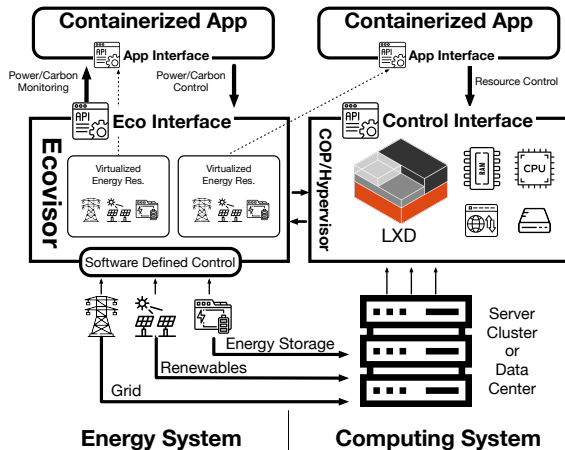 Containerized App
Containerized App
API
App Interface
API
App Interface
Power/Carbon
Monitoring
Power/Carbon
Control
Resource Control
API
Eco Interface
API
Control Interface
Ecovisor
Virtualized
Energy Res.
Virtualized
Energy Res.
COP/Hypervisor
RAM
CPU
LXD
Software Defined Control
Energy Storage
Renewables
Grid
Server
Cluster
or
Data
Center
Energy System
Computing System